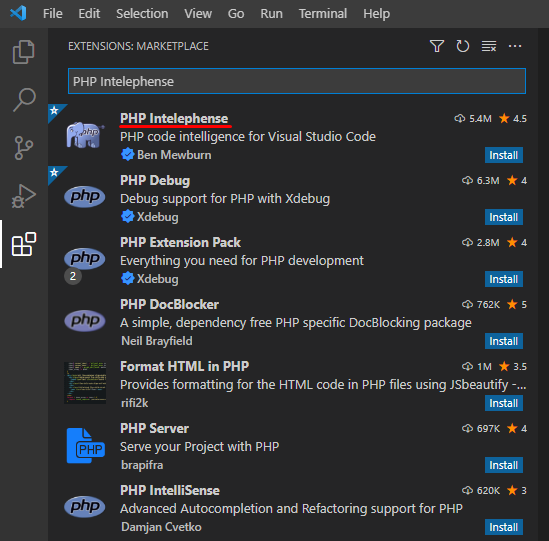 File Edit Selection View Go Run Terminal Help
EXTENSIONS: MARKETPLACE
PHP Intelephense
PHP Intelephense 5.4M 4.5
PHP code intelligence for Visual Studio Code
Ben Mewburn Install
PHP Debug 6.3M 4
Debug support for PHP with Xdebug
Xdebug Install
PHP Extension Pack 2.8M 4
Everything you need for PHP development
2 Xdebug Install
PHP DocBlocker 762K 5
A simple, dependency free PHP specific DocBlocking package
Neil Brayfield Install
Format HTML in PHP 1M 3.5
Provides formatting for the HTML code in PHP files using JSbeautify -...
rifi2k Install
PHP Server 697K 4
Serve your Project with PHP
brapifra Install
PHP IntelliSense 620K 3
Advanced Autocompletion and Refactoring support for PHP
Damjan Cvetko Install
php
php
php
php
PHP
php